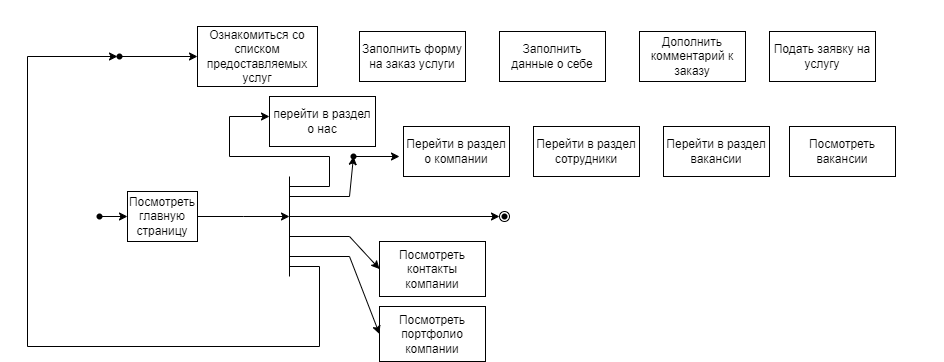 Ознакомиться со
списком
предоставляемых
услуг
Заполнить форму
на заказ услуги
Заполнить
данные о себе
Дополнить
комментарий к
заказу
Подать заявку на
услугу
перейти в раздел
о нас
Перейти в раздел
о компании
Перейти в раздел
сотрудники
Перейти в раздел
вакансии
Посмотреть
вакансии
Посмотреть
главную
страницу
Посмотреть
контакты
компании
Посмотреть
портфолио
компании